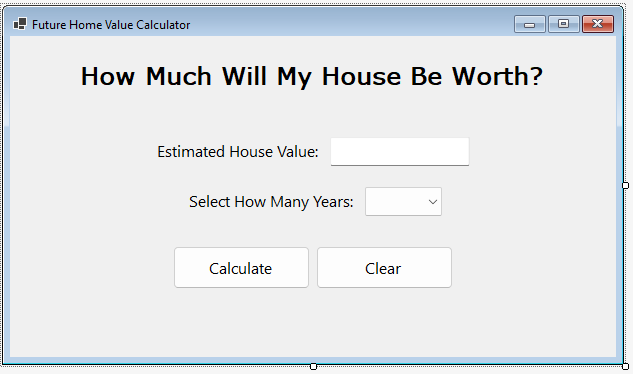 Future Home Value Calculator
How Much Will My House Be Worth?
Estimated House Value:
Select How Many Years:
Calculate Clear